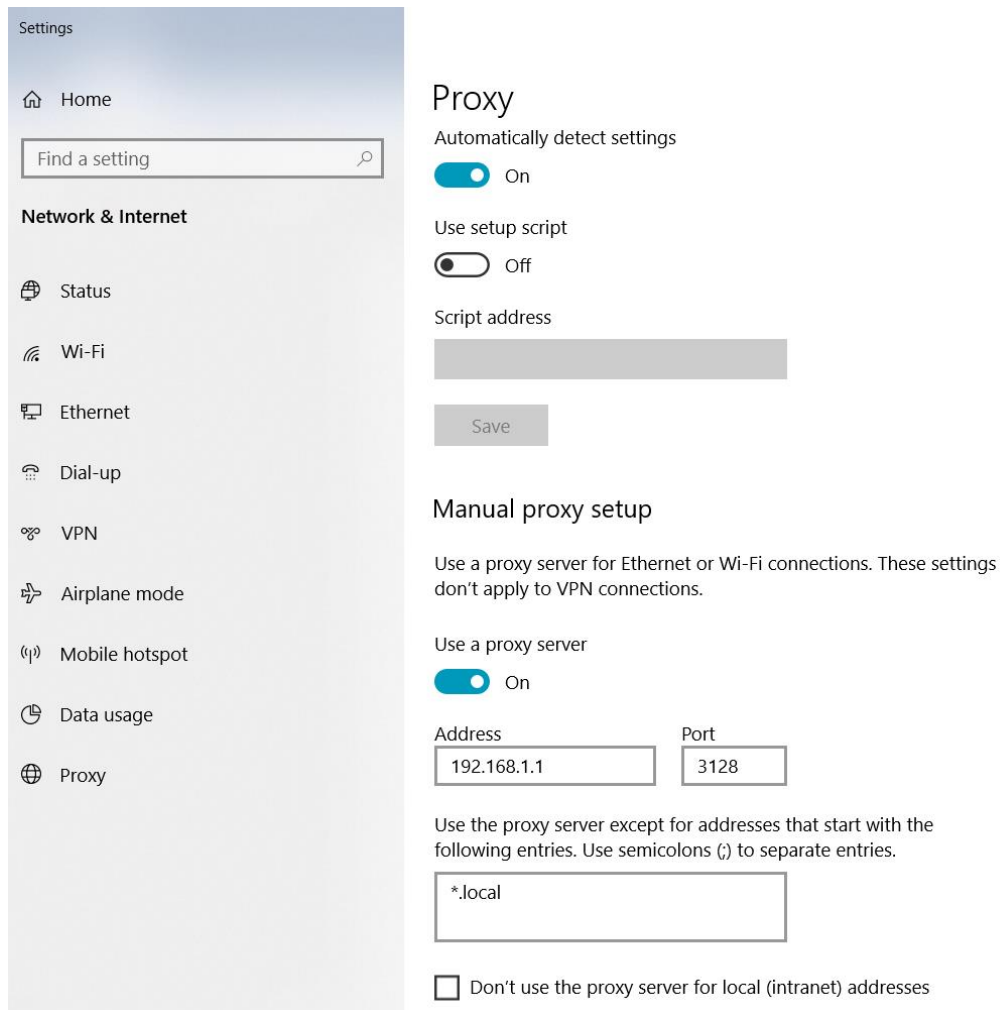 Settings
Home
Find a setting
Network & Internet
Status
Wi-Fi
Ethernet
Dial-up
VPN
Airplane mode
Mobile hotspot
Data usage
Proxy
Proxy
Automatically detect settings
On
Use setup script
Off
Script address
Save
Manual proxy setup
Use a proxy server for Ethernet or Wi-Fi connections. These settings
don't apply to VPN connections.
Use a proxy server
On
Address Port
192.168.1.1 3128
Use the proxy server except for addresses that start with the
following entries. Use semicolons (;) to separate entries.
*.local
Don't use the proxy server for local (intranet) addresses